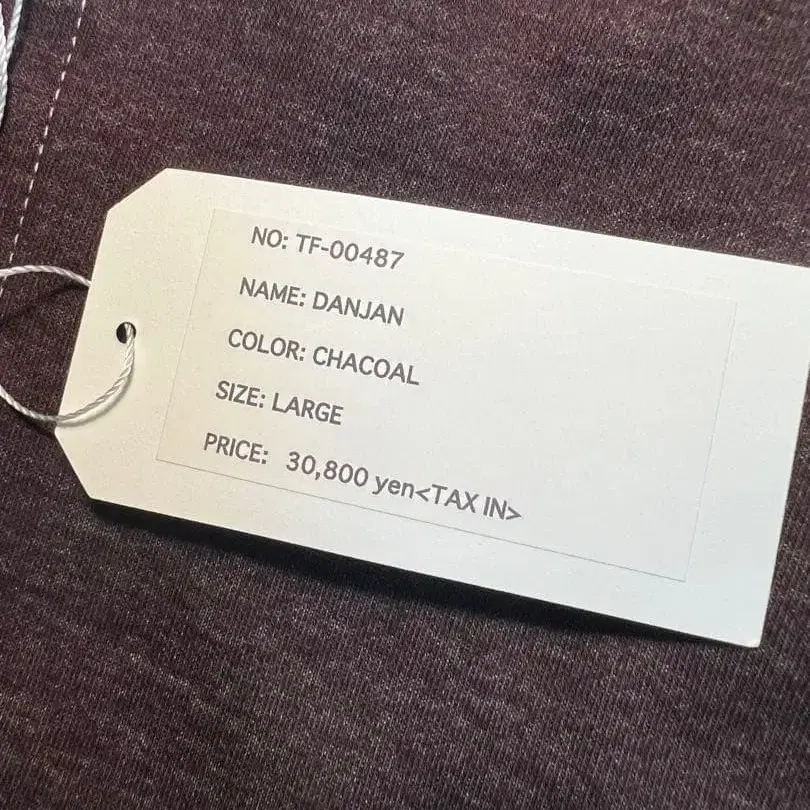 NO: TF-00487
NAME: DANJAN
COLOR: CHACOAL
SIZE: LARGE
PRICE: 30,800 yen<TAX IN>